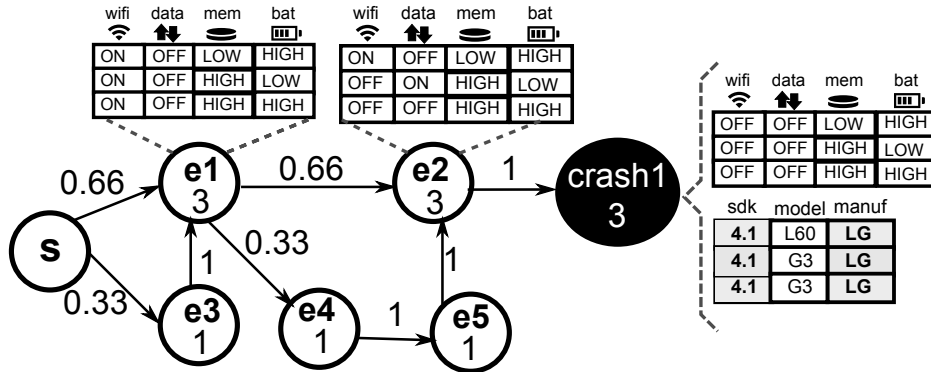 wifi data mem bat
ON OFF LOW HIGH
ON OFF HIGH LOW
ON OFF HIGH HIGH
wifi data mem bat
ON OFF LOW HIGH
OFF ON HIGH LOW
OFF OFF HIGH HIGH
wifi data mem bat
OFF OFF LOW HIGH
OFF OFF HIGH LOW
OFF OFF HIGH HIGH
sdk model manuf
4.1 L60 LG
4.1 G3 LG
4.1 G3 LG
s
0.66
0.33
e1
3
0.66
e2
3
1
crash1
3
1
0.33
1
e3
1
e4
1
1
e5
1